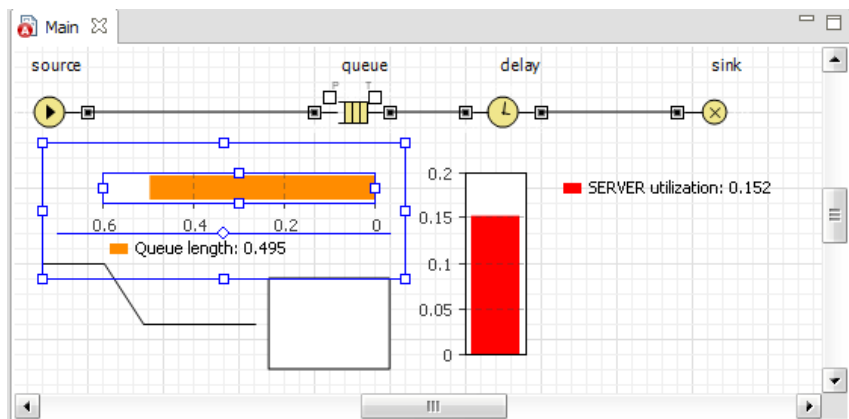 Main
source queue delay sink
P T
0.2
SERVER utilization: 0.152
0.15
0.6 0.4 0.2 0
Queue length: 0.495
0.1
0.05
0